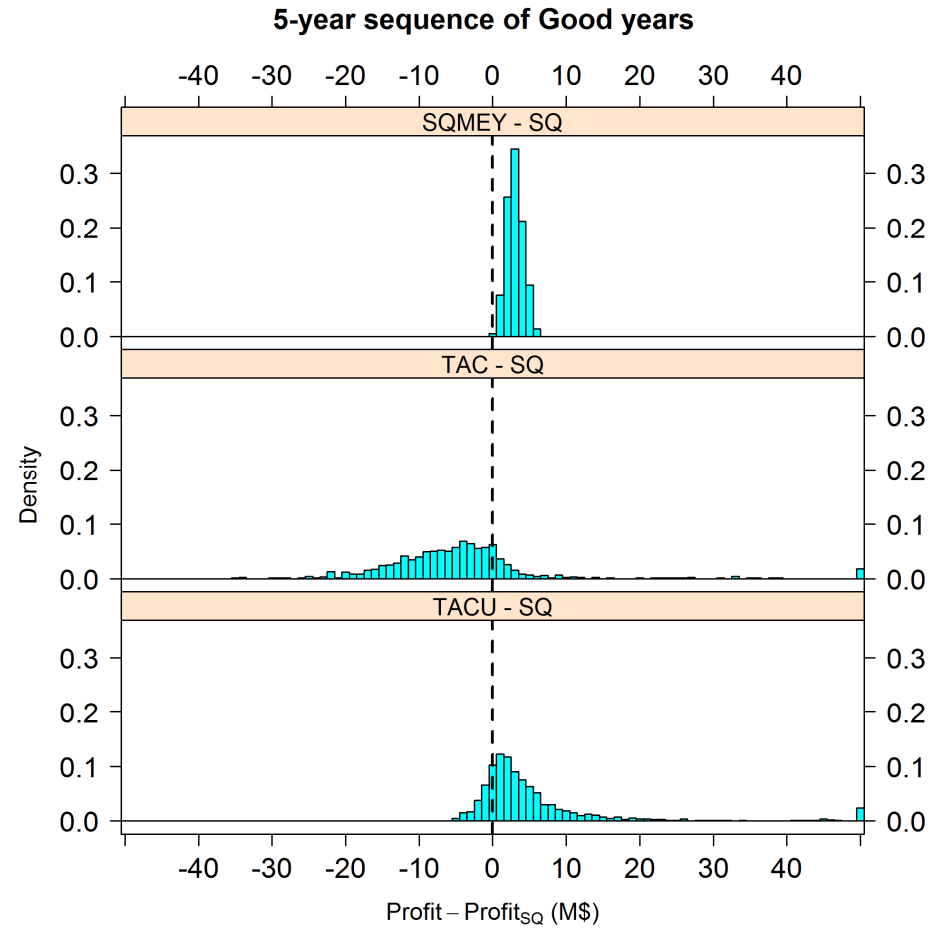 5-year sequence of Good years
-40 -30 -20 -10 0 10 20 30 40
SQMEY - SQ
0.3 0.3
0.2 0.2
0.1 0.1
0.0 0.0
TAC - SQ
0.3 0.3
0.2 0.2
0.1 0.1
0.0 0.0
Density
TACU - SQ
0.3 0.3
0.2 0.2
0.1 0.1
0.0 0.0
-40 -30 -20 -10 0 10 20 30 40
Profit – ProfitSQ (M$)